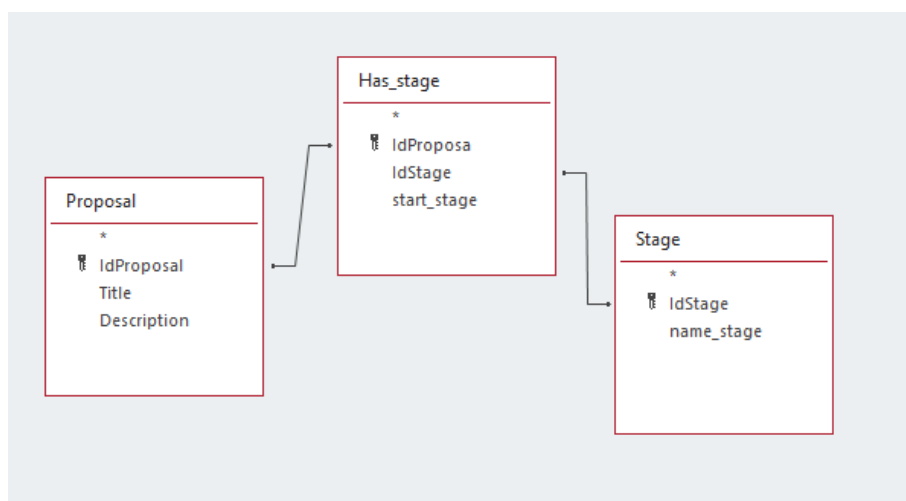 Proposal
*
IdProposal
Title
Description
Has_stage
*
IdProposa
IdStage
start_stage
Stage
*
IdStage
name_stage